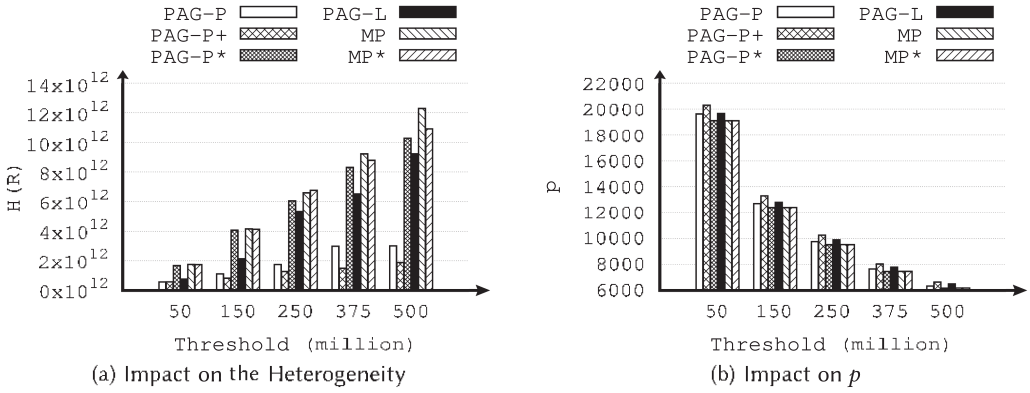 PAG-P PAG-L
PAG-P+ MP
PAG-P* MP*
14x10^12
12x10^12
10x10^12
8x10^12
6x10^12
4x10^12
2x10^12
0x10^12
H(R)
50 150 250 375 500
Threshold (million)
(a) Impact on the Heterogeneity
PAG-P PAG-L
PAG-P+ MP
PAG-P* MP*
22000
20000
18000
16000
14000
12000
10000
8000
6000
p
50 150 250 375 500
Threshold (million)
(b) Impact on p